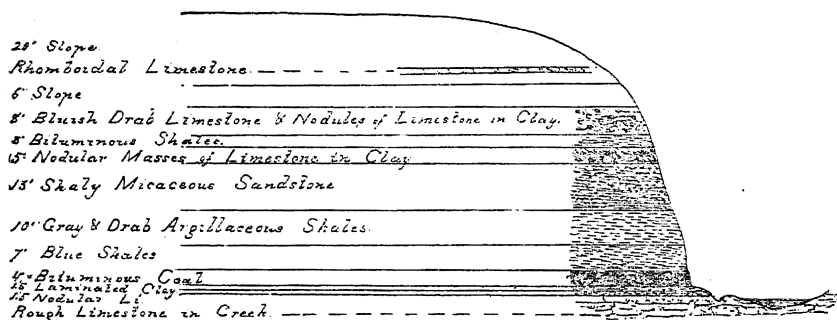 20' Slope
Rhomboidal Limestone
6' Slope
8' Bluish Drab Limestone & Nodules of Limestone in Clay.
Bituminous Shales.
Nodular Masses of Limestone in Clay
13' Shaly Micaceous Sandstone
10' Gray & Drab Argillaceous Shales.
7' Blue Shales
Bituminous Coal
Laminated Clay
Nodular Li
Rough Limestone in Creek.